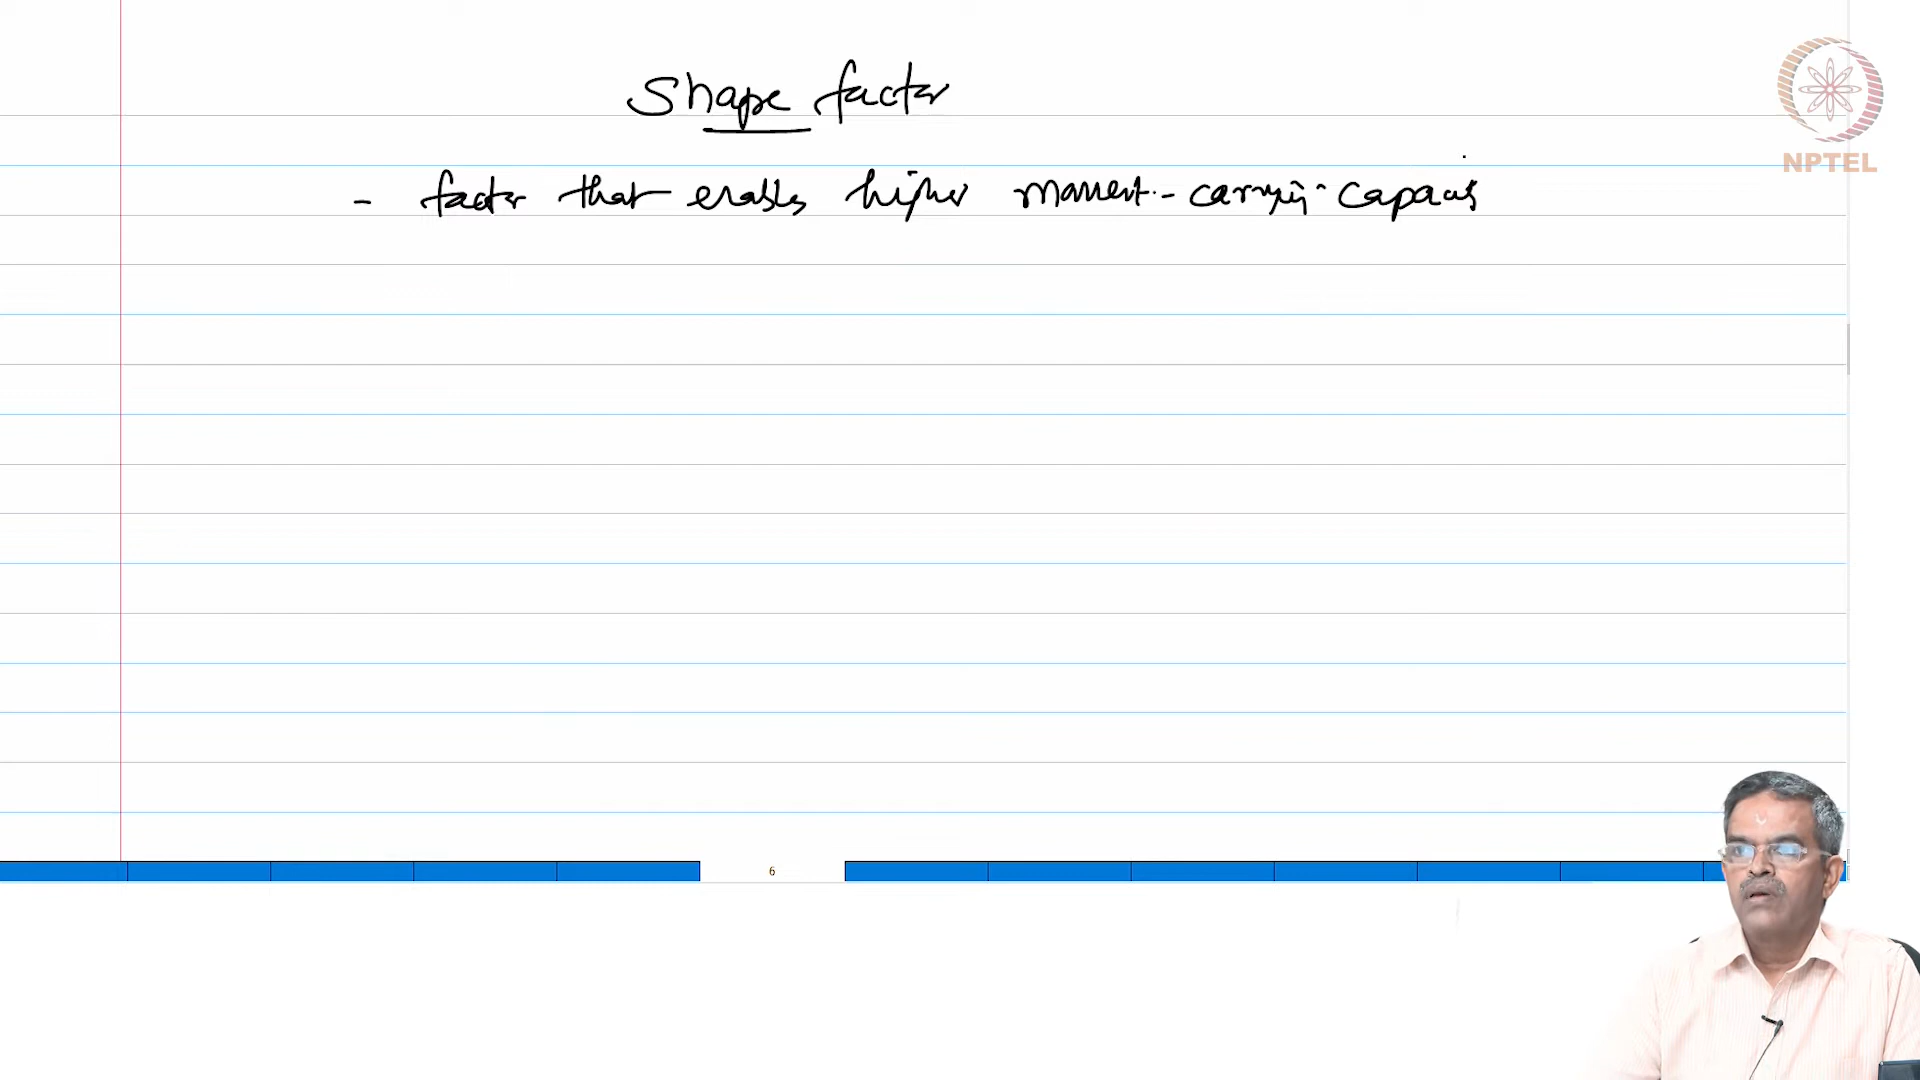 Shape factor
NPTEL
- factor that enables higher moment-carrying-capacity
6